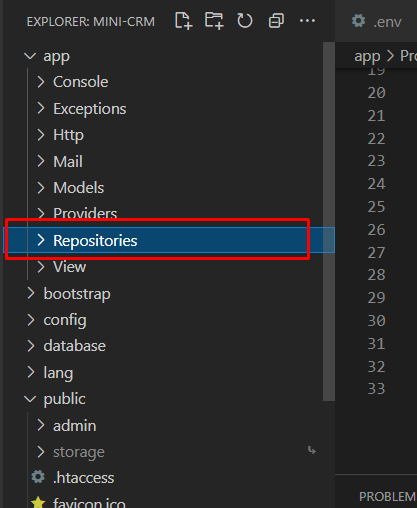 EXPLORER: MINI-CRM
app
Console
Exceptions
Http
Mail
Models
Providers
Repositories
View
bootstrap
config
database
lang
public
admin
storage
.htaccess
favicon.ico
.env
app > Pro
19
20
21
22
23
24
25
26
27
28
29
30
31
32
33
PROBLEM